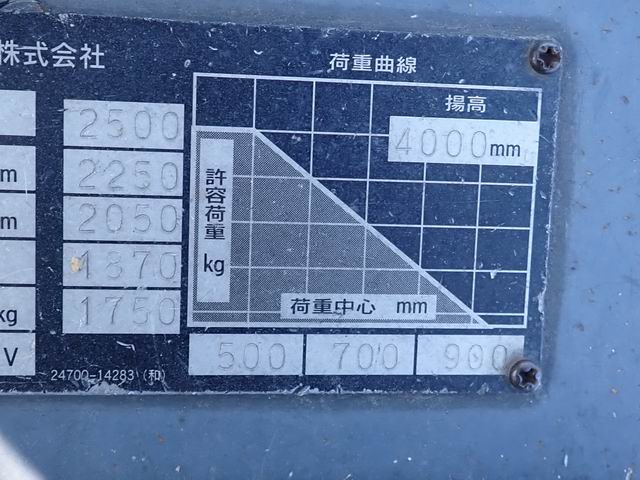 株式会社
荷重曲線
揚高
4000mm
2500
2250
2050
1870
1750
許容荷重 kg
荷重中心 mm
m
m
kg
V
500 700 900
24700-14283 (和)